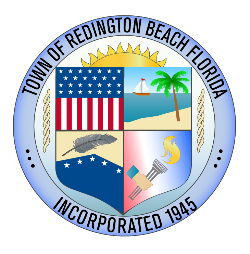 TOWN OF REDINGTON BEACH FLORIDA
INCORPORATED 1945